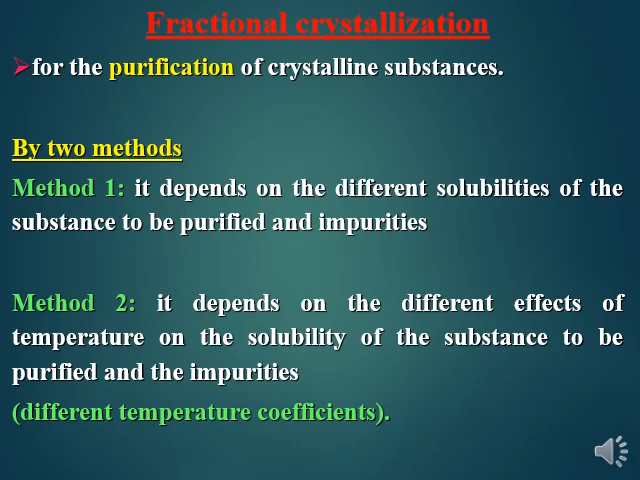 Fractional crystallization
for the purification of crystalline substances.
By two methods
Method 1: it depends on the different solubilities of the
substance to be purified and impurities
Method 2: it depends on the different effects of
temperature on the solubility of the substance to be
purified and the impurities
(different temperature coefficients).